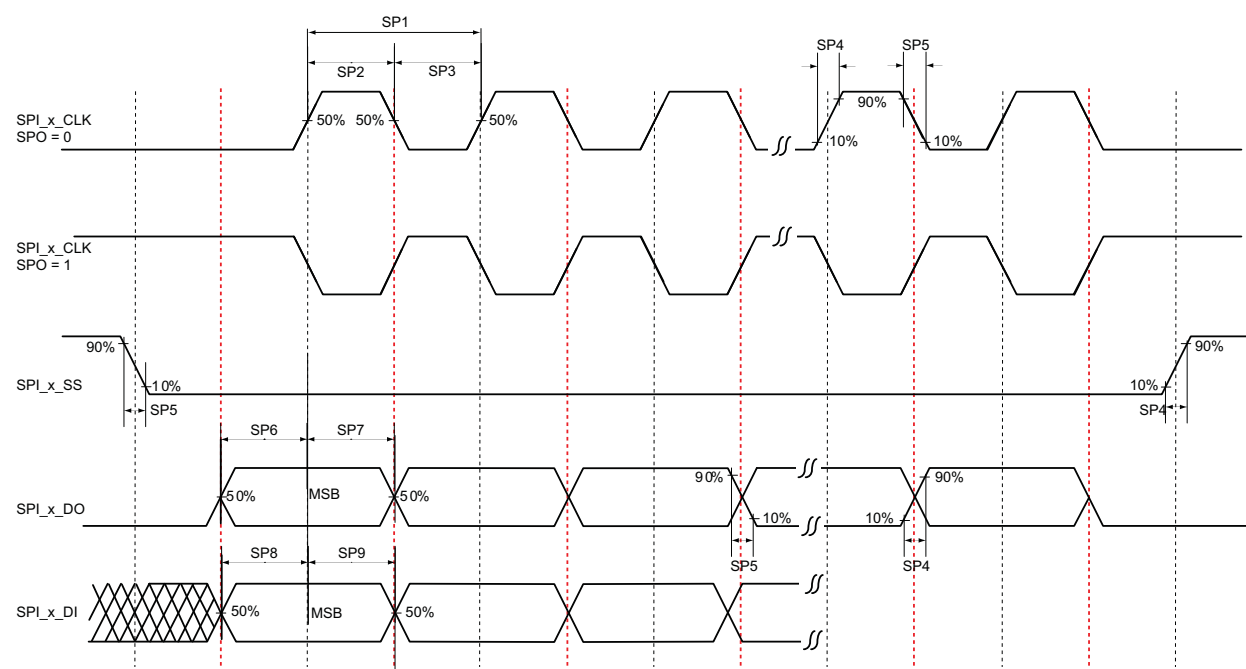 SP1
SP4 SP5
SP2 SP3
SPI_x_CLK
SPO = 0
50% 50% 50% 90%
10% 10%
SPI_x_CLK
SPO = 1
90% 90%
SPI_x_SS
10% 10%
SP5 SP4
SP6 SP7
90% 90%
50% MSB 50%
SPI_x_DO
10% 10%
SP8 SP9 SP5 SP4
SPI_x_DI
50% MSB 50%